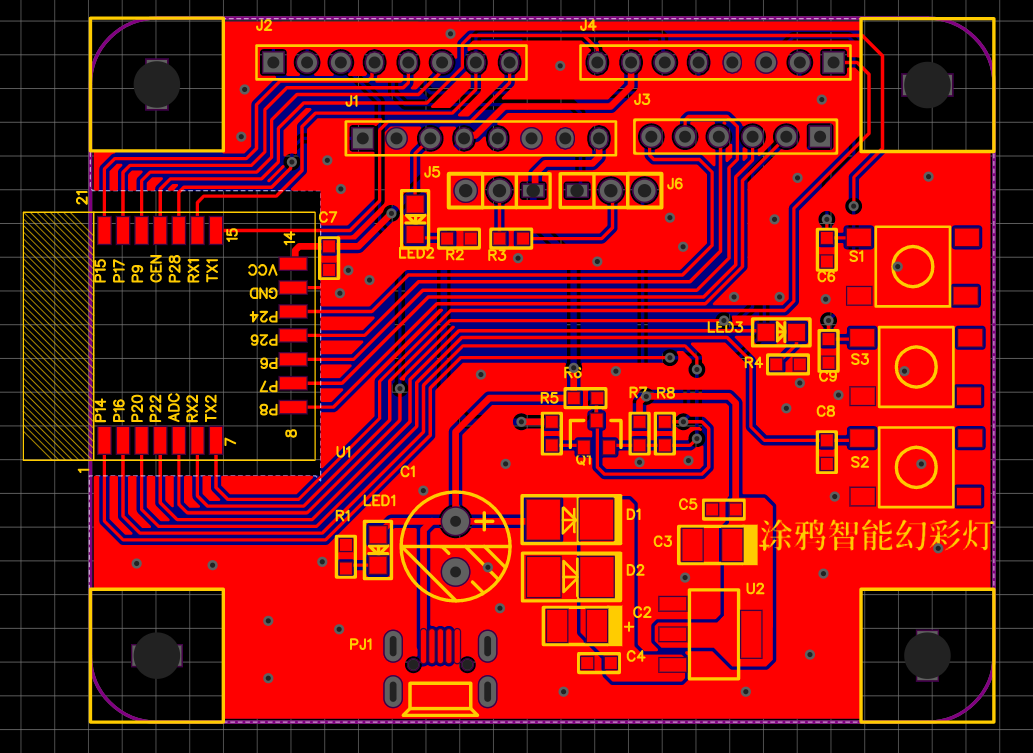 J2
J4
J1
J3
J5
J6
21
15
14
C7
P15
P17
P9
CEN
P28
RX1
TX1
VCC
GND
P24
P26
P6
P7
P8
LED2
R2
R3
C6
S1
LED3
R4
C9
S3
R6
R5
R7
R8
C8
P14
P16
P20
P22
ADC
RX2
TX2
7
8
1
U1
Q1
S2
C1
LED1
R1
+
D1
C5
涂鸦智能幻彩灯
C3
D2
U2
C2
+
PJ1
C4